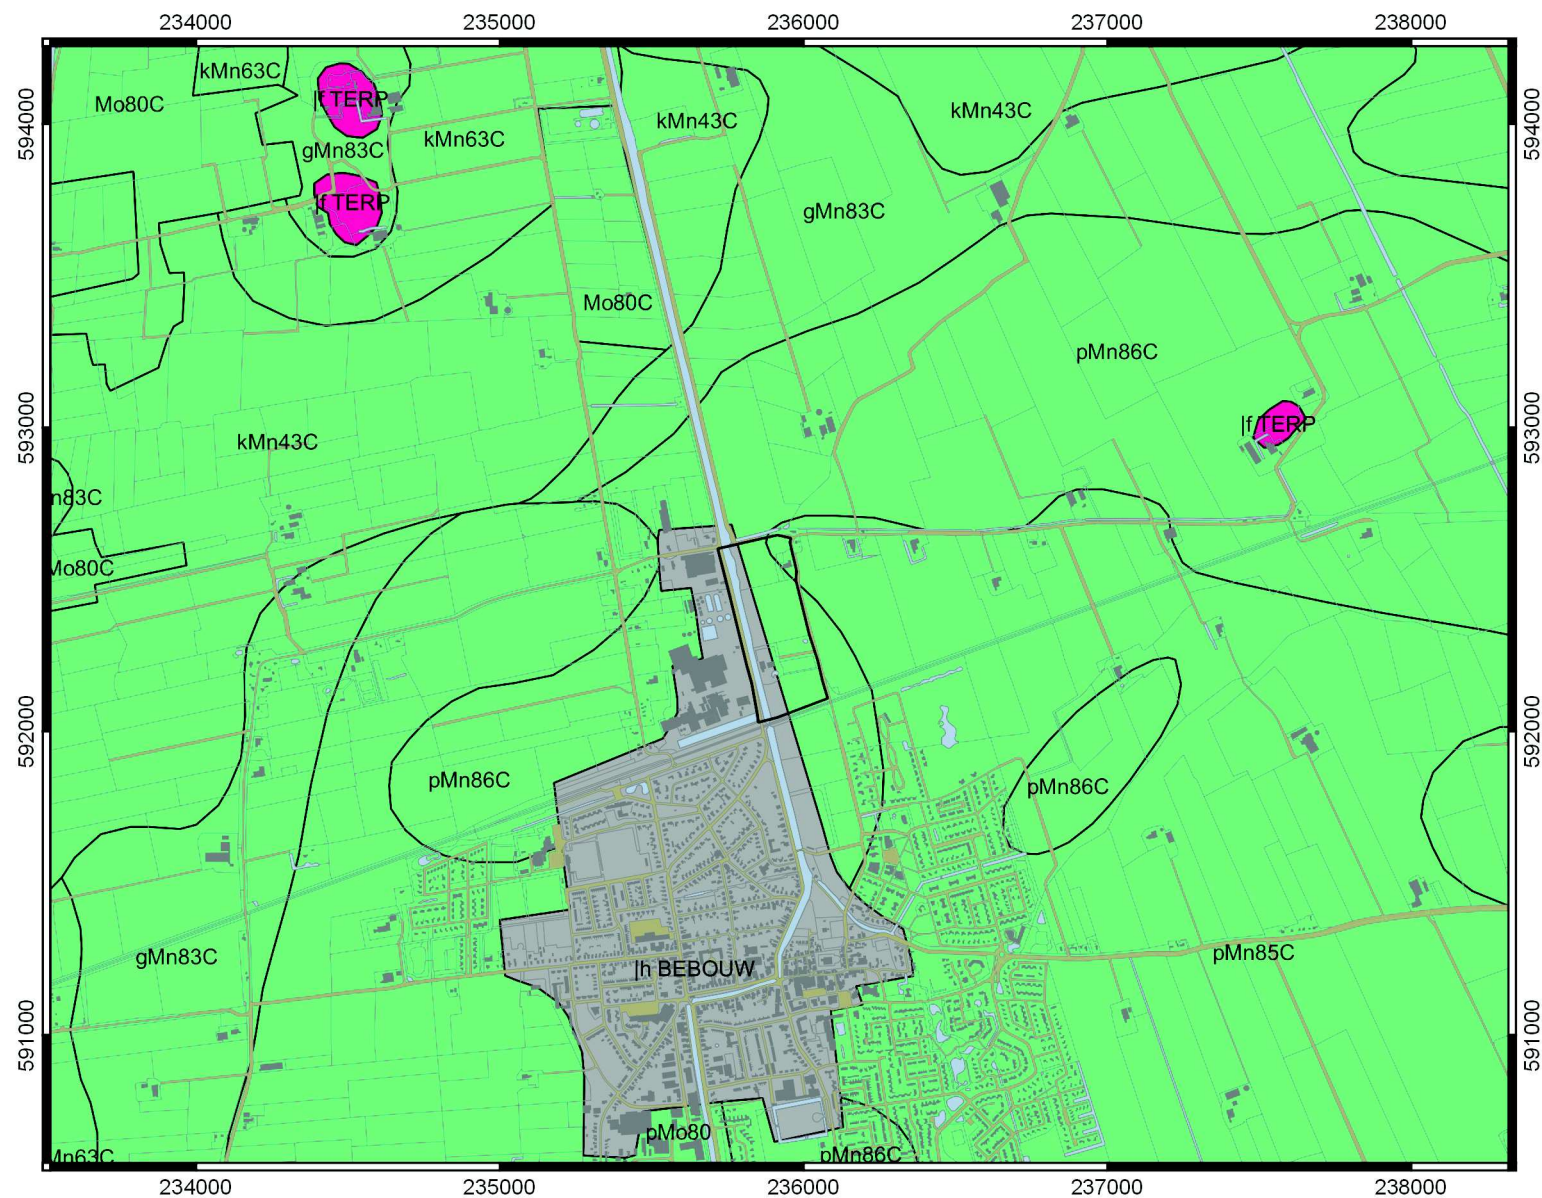 234000 235000 236000 237000 238000
kMn63C
|f TERP
Mo80C
kMn43C
kMn43C
594000
594000
kMn63C
gMn83C
|f TERP
gMn83C
Mo80C
pMn86C
593000
|f TERP
593000
kMn43C
n83C
Mo80C
592000
592000
pMn86C
pMn86C
gMn83C
pMn85C
|h BEBOUW
591000
591000
pMo80
Mn63C
pMn86C
234000 235000 236000 237000 238000